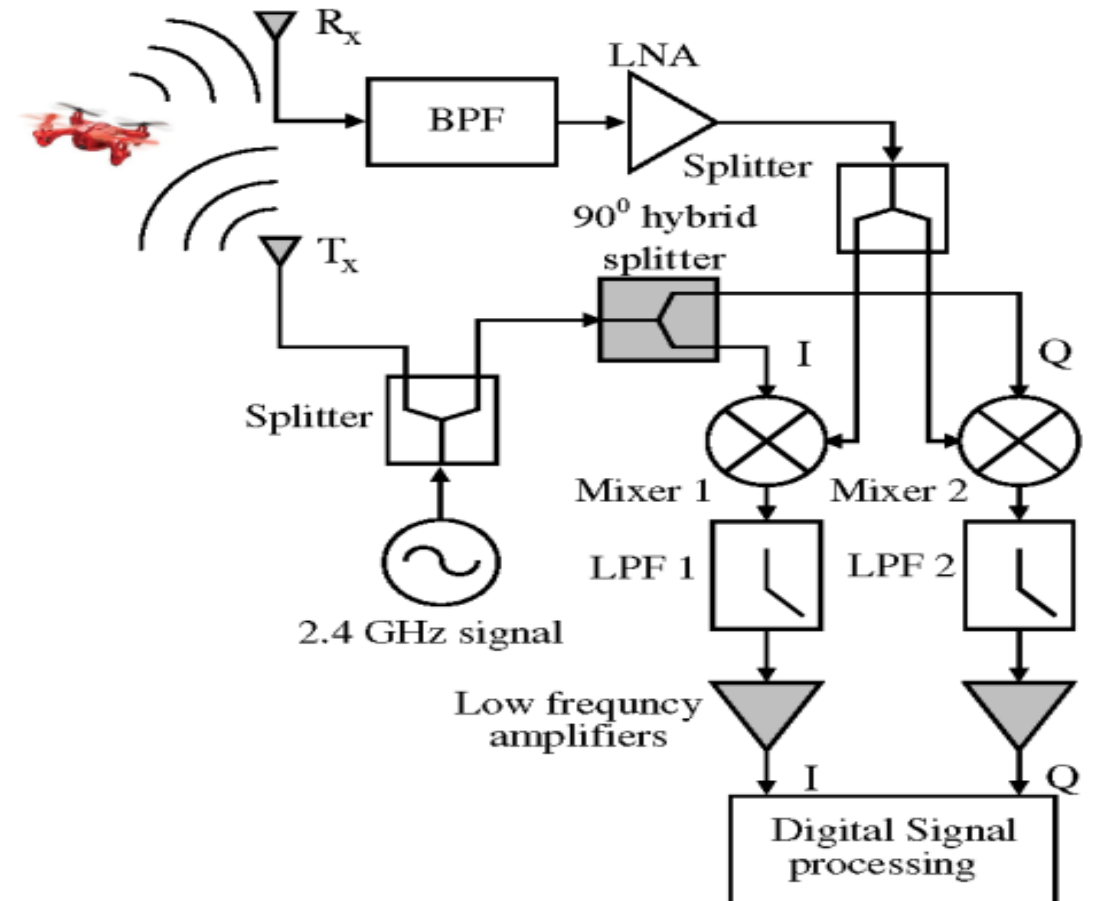 Rx
LNA
BPF
Splitter
90⁰ hybrid
splitter
Tx
I
Q
Splitter
Mixer 1
Mixer 2
LPF 1
LPF 2
2.4 GHz signal
Low frequncy
amplifiers
I
Q
Digital Signal
processing